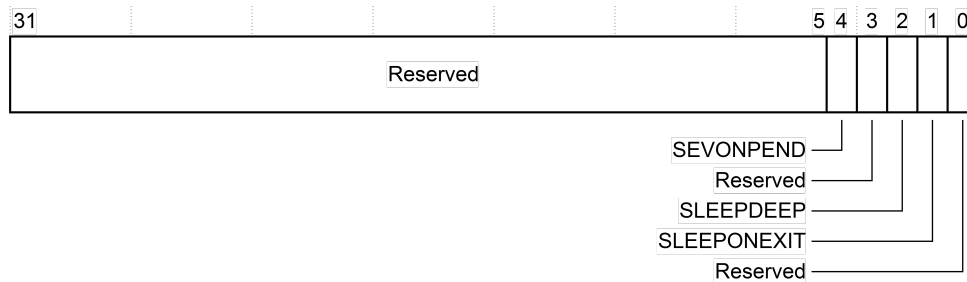 31 5 4 3 2 1 0
Reserved
SEVONPEND
Reserved
SLEEPDEEP
SLEEPONEXIT
Reserved